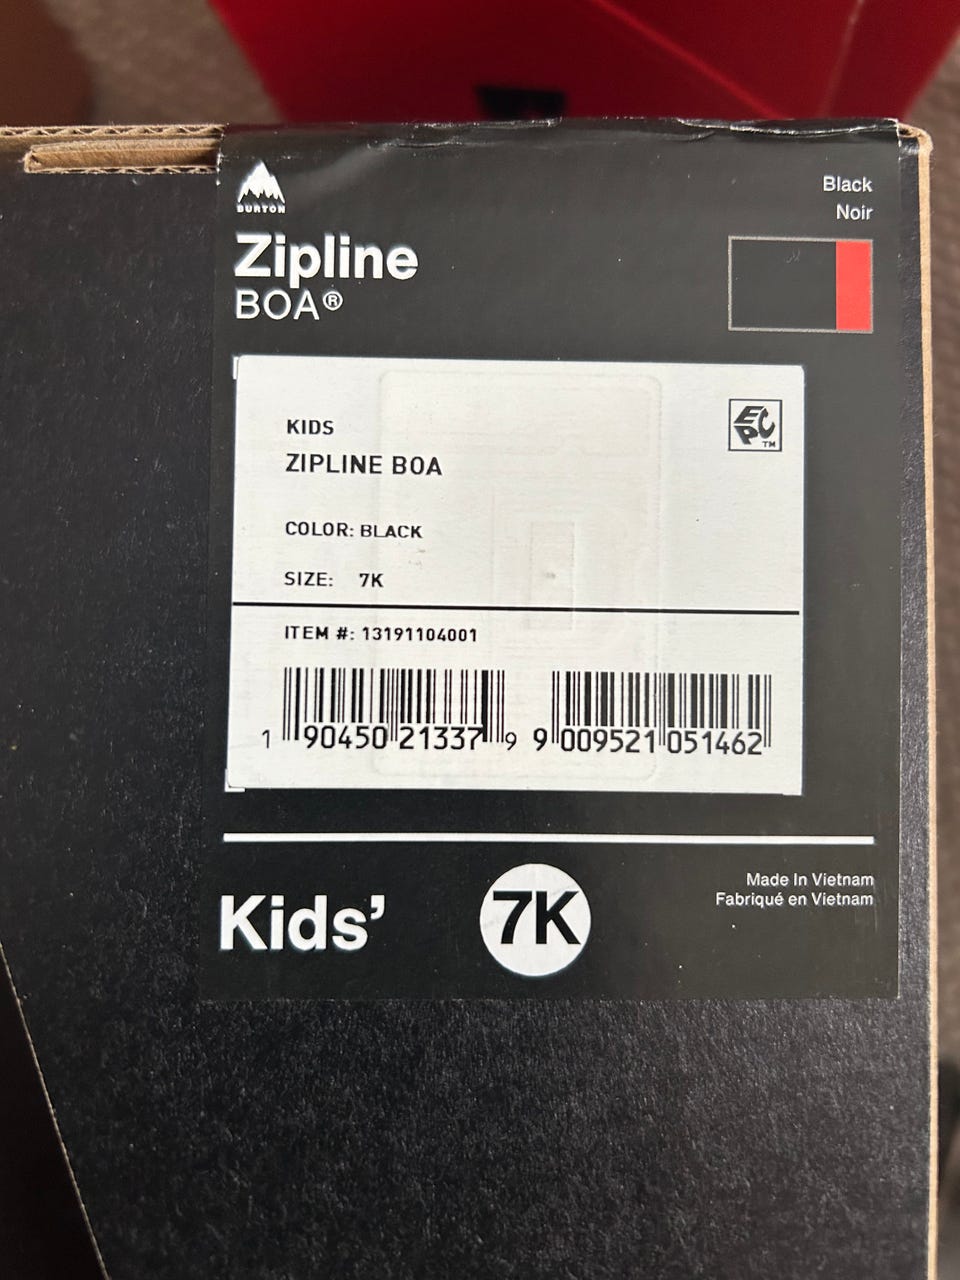 BURTON
Black
Noir
Zipline
BOA®
KIDS
EPC™
ZIPLINE BOA
COLOR: BLACK
SIZE: 7K
ITEM #: 13191104001
1 90450 21337 9 9 009521 051462
Kids’
7K
Made In Vietnam
Fabriqué en Vietnam